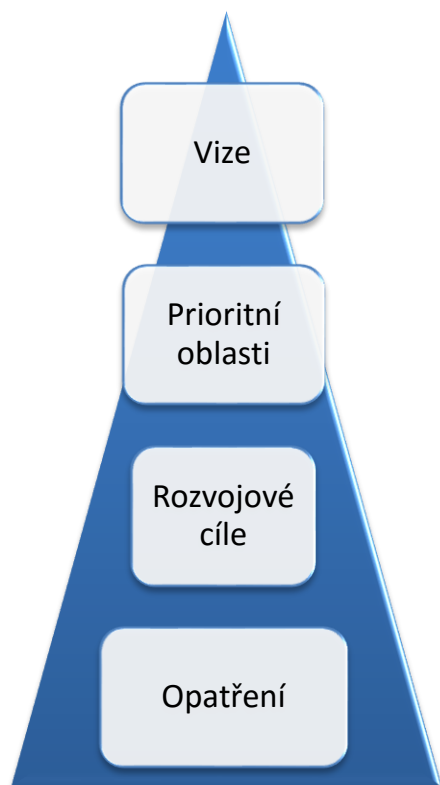 Vize
Prioritní
oblasti
Rozvojové
cíle
Opatření